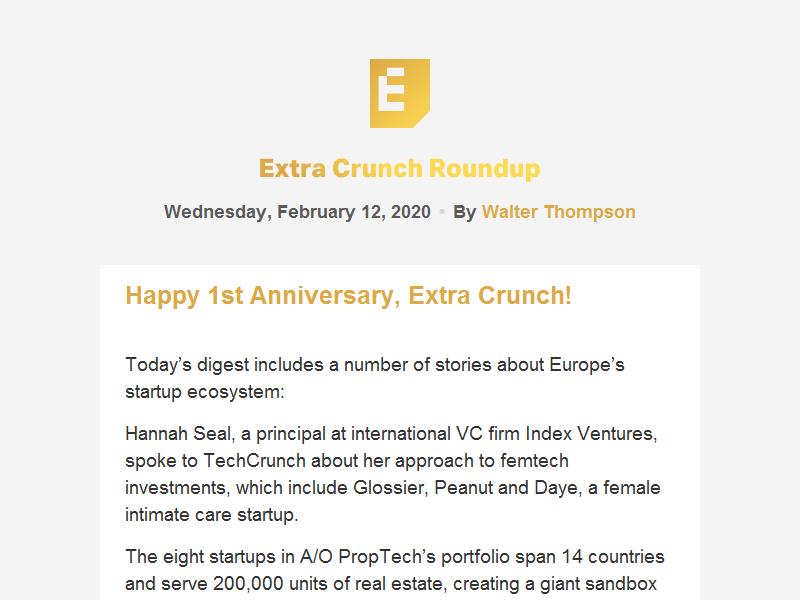 E
Extra Crunch Roundup
Wednesday, February 12, 2020 • By Walter Thompson
Happy 1st Anniversary, Extra Crunch!
Today’s digest includes a number of stories about Europe’s
startup ecosystem:
Hannah Seal, a principal at international VC firm Index Ventures,
spoke to TechCrunch about her approach to femtech
investments, which include Glossier, Peanut and Daye, a female
intimate care startup.
The eight startups in A/O PropTech’s portfolio span 14 countries
and serve 200,000 units of real estate, creating a giant sandbox